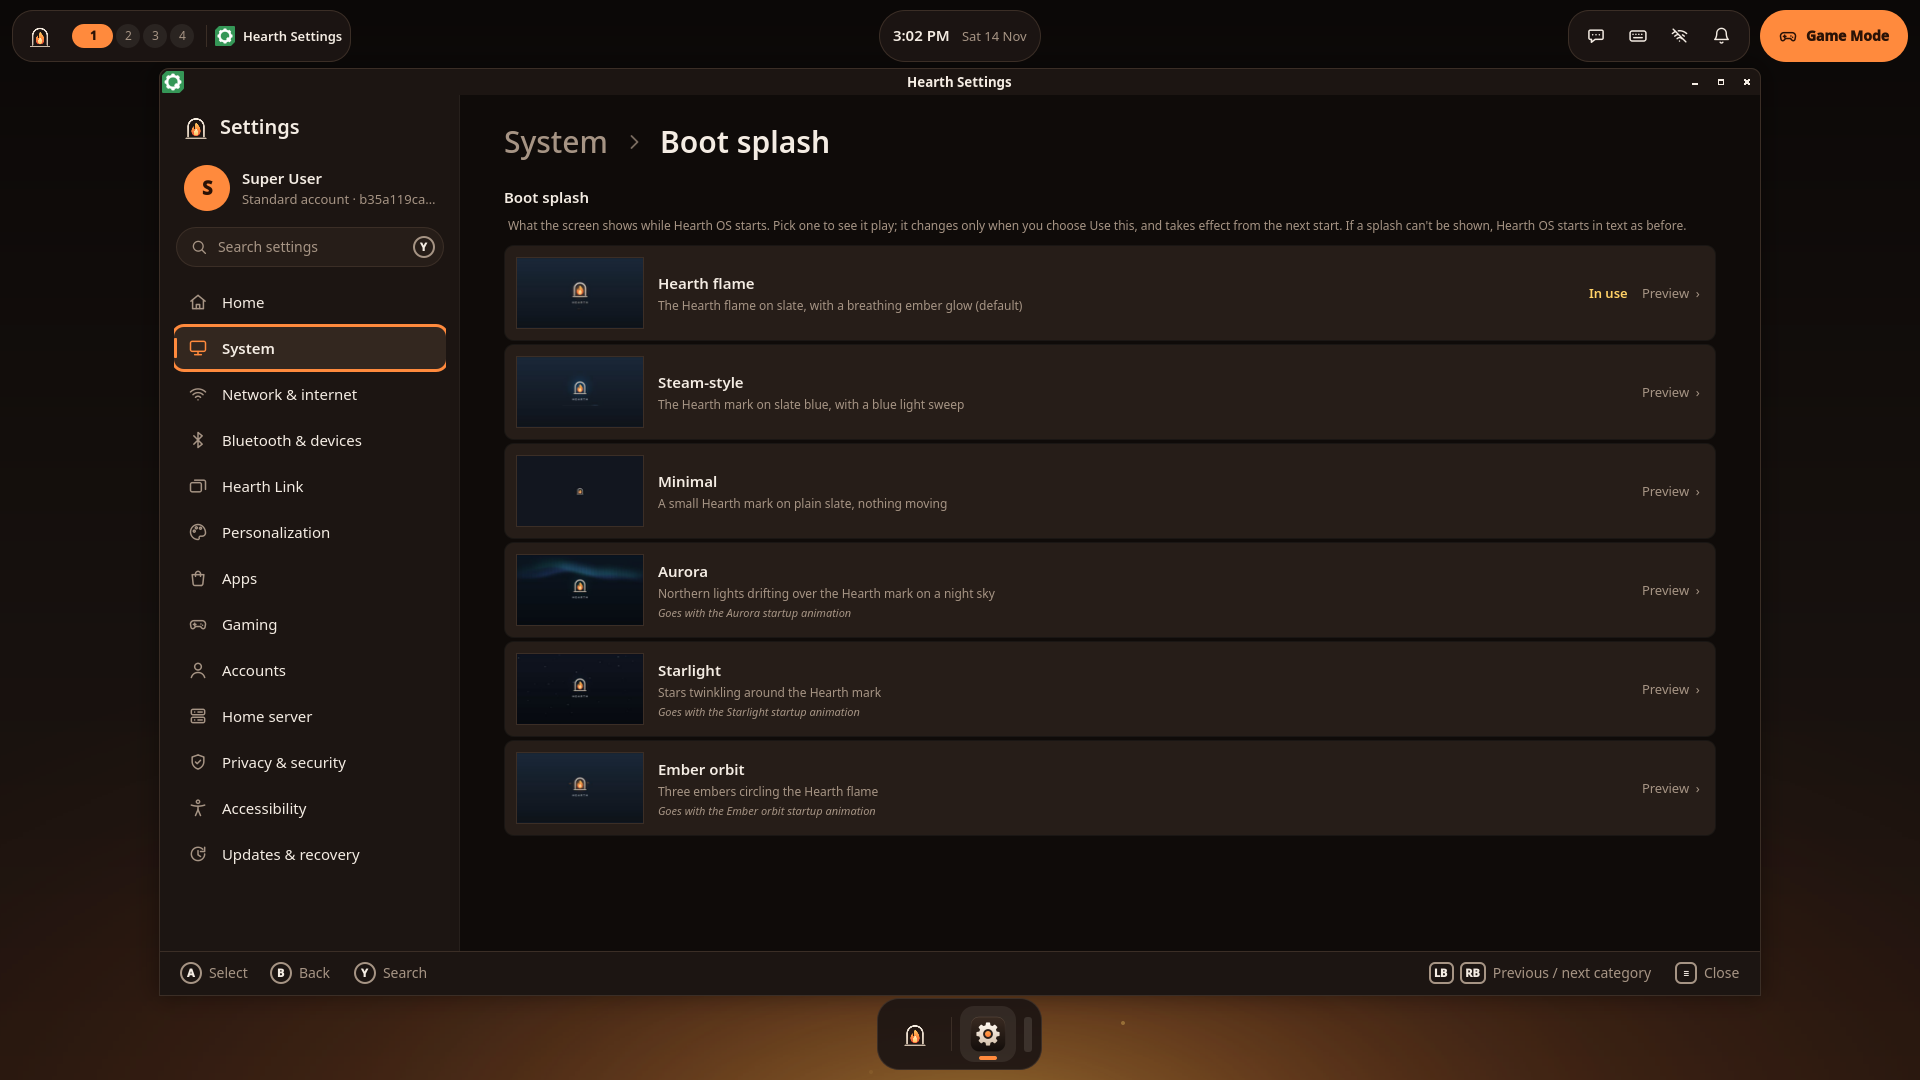 1 2 3 4 Hearth Settings
3:02 PM Sat 14 Nov
Game Mode
Hearth Settings
Settings
S
Super User
Standard account · b35a119ca...
Search settings Y
Home
System
Network & internet
Bluetooth & devices
Hearth Link
Personalization
Apps
Gaming
Accounts
Home server
Privacy & security
Accessibility
Updates & recovery
System > Boot splash
Boot splash
What the screen shows while Hearth OS starts. Pick one to see it play; it changes only when you choose Use this, and takes effect from the next start. If a splash can't be shown, Hearth OS starts in text as before.
Hearth flame
The Hearth flame on slate, with a breathing ember glow (default)
In use Preview ›
Steam-style
The Hearth mark on slate blue, with a blue light sweep
Preview ›
Minimal
A small Hearth mark on plain slate, nothing moving
Preview ›
Aurora
Northern lights drifting over the Hearth mark on a night sky
Goes with the Aurora startup animation
Preview ›
Starlight
Stars twinkling around the Hearth mark
Goes with the Starlight startup animation
Preview ›
Ember orbit
Three embers circling the Hearth flame
Goes with the Ember orbit startup animation
Preview ›
A Select B Back Y Search
LB RB Previous / next category ≡ Close